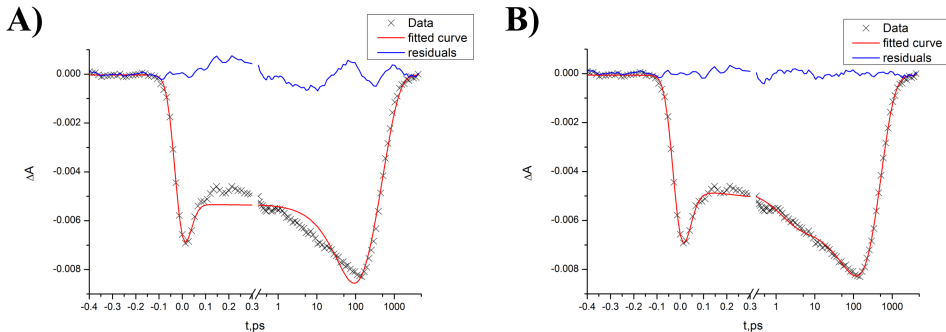 A)
Data
fitted curve
residuals
0.000
-0.002
-0.004
-0.006
-0.008
ΔA
-0.4 -0.3 -0.2 -0.1 0.0 0.1 0.2 0.3 1 10 100 1000
t,ps
B)
Data
fitted curve
residuals
0.000
-0.002
-0.004
-0.006
-0.008
ΔA
-0.4 -0.3 -0.2 -0.1 0.0 0.1 0.2 0.3 1 10 100 1000
t,ps